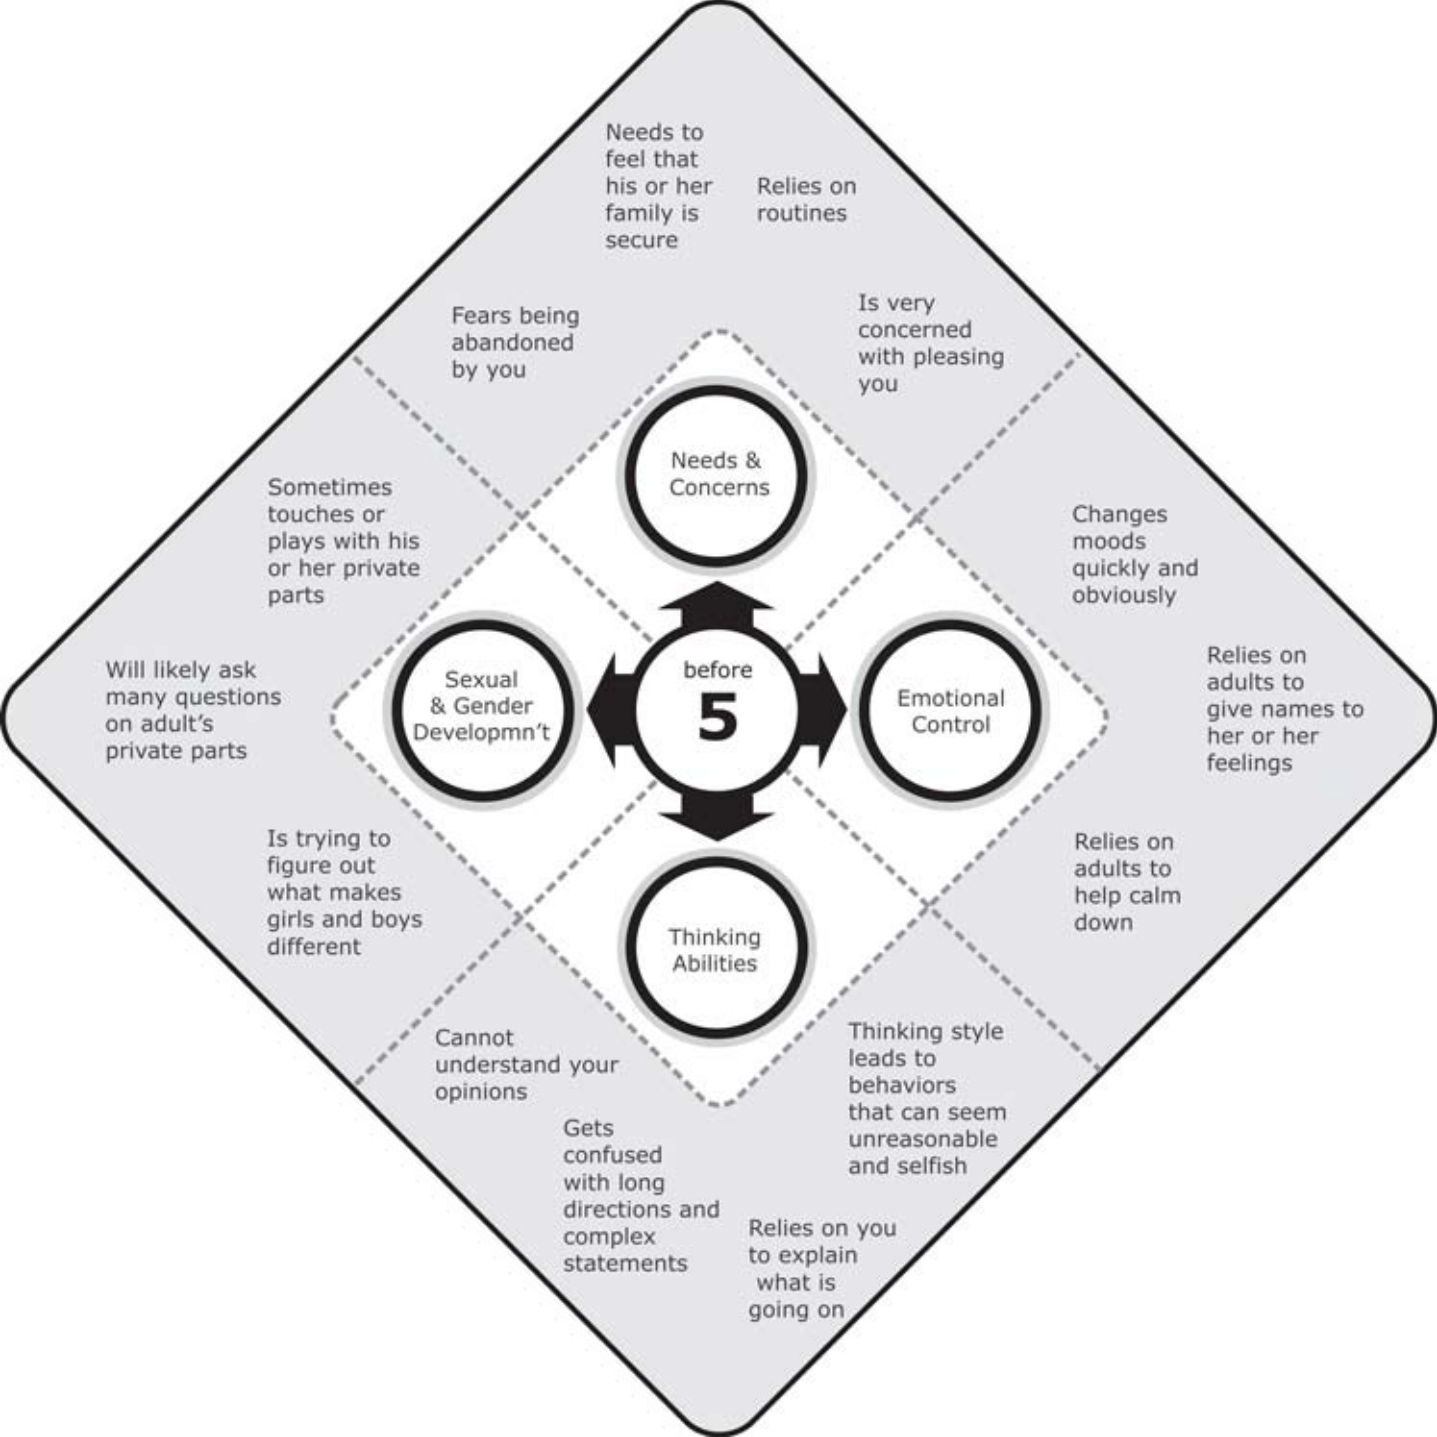 Needs to
feel that
his or her
family is
secure
Relies on
routines
Fears being
abandoned
by you
Is very
concerned
with pleasing
you
Needs &
Concerns
Sometimes
touches or
plays with his
or her private
parts
Will likely ask
many questions
on adult's
private parts
Is trying to
figure out
what makes
girls and boys
different
Sexual
& Gender
Developmn't
before
5
Emotional
Control
Changes
moods
quickly and
obviously
Relies on
adults to
give names to
her or her
feelings
Relies on
adults to
help calm
down
Thinking
Abilities
Cannot
understand your
opinions
Gets
confused
with long
directions and
complex
statements
Relies on you
to explain
what is
going on
Thinking style
leads to
behaviors
that can seem
unreasonable
and selfish